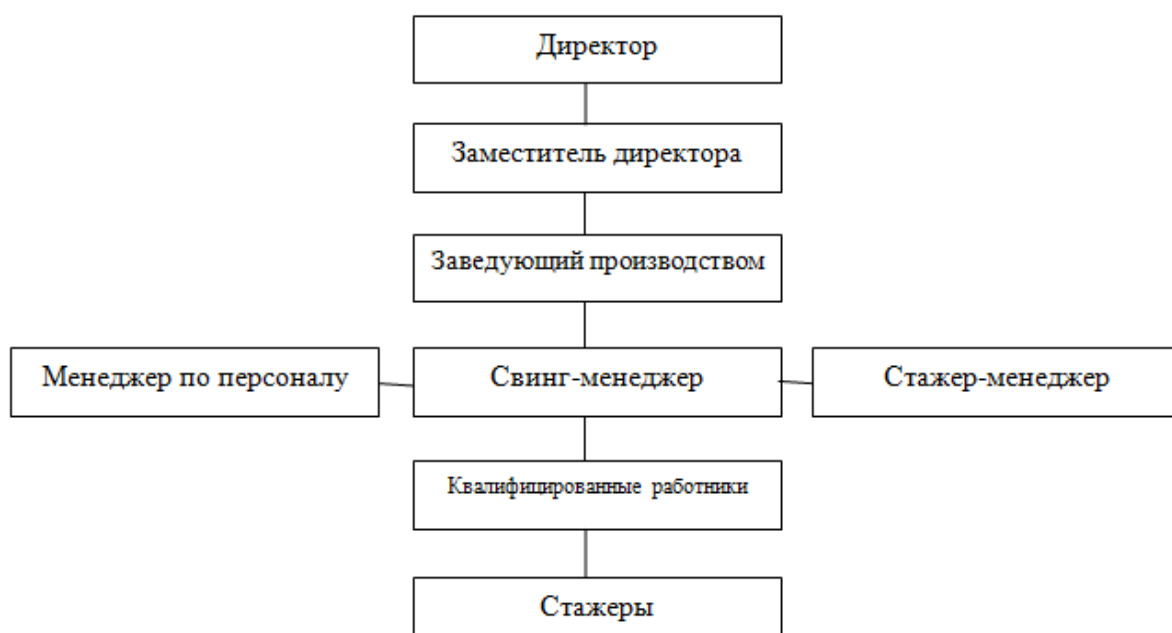 Директор
Заместитель директора
Заведующий производством
Менеджер по персоналу
Свинг-менеджер
Стажер-менеджер
Квалифицированные работники
Стажеры